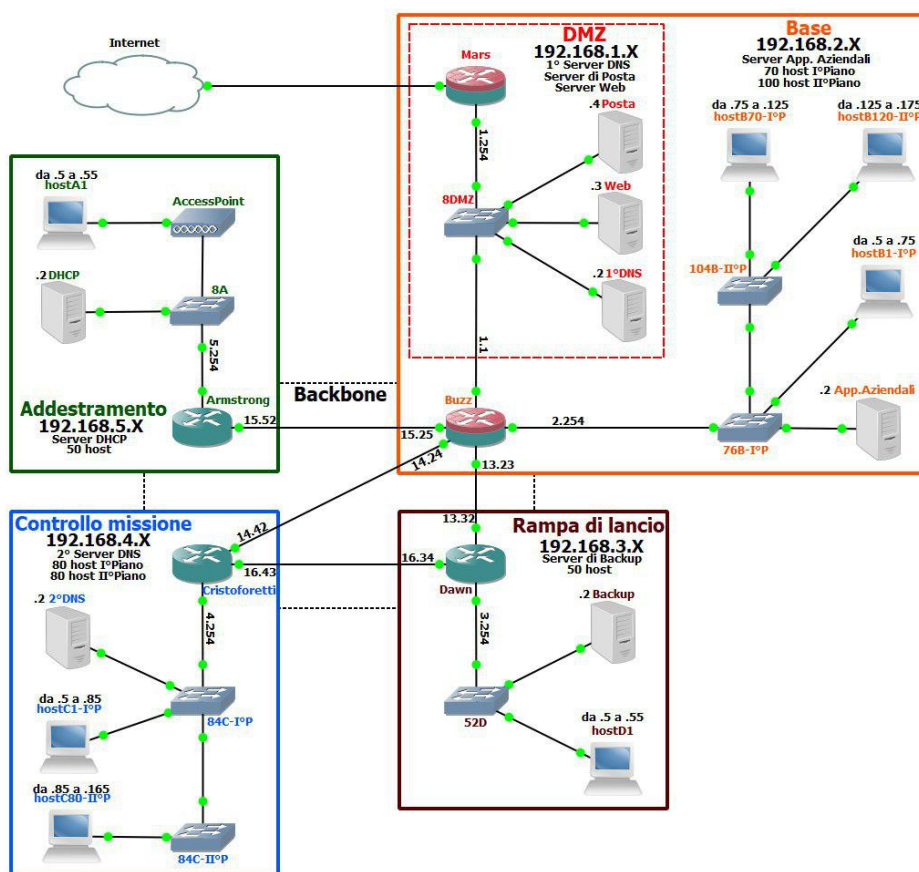 Internet
DMZ
192.168.1.X
1° Server DNS
Server di Posta
Server Web
Mars
1.254
.4 Posta
8DMZ
.3 Web
.2 1°DNS
1.1
Base
192.168.2.X
Server App. Aziendali
70 host I°Piano
100 host II°Piano
da .75 a .125
hostB70-I°P
da .125 a .175
hostB120-II°P
da .5 a .75
hostB1-I°P
104B-II°P
.2 App.Aziendali
76B-I°P
2.254
da .5 a .55
hostA1
AccessPoint
.2 DHCP
8A
5.254
Armstrong
Addestramento
192.168.5.X
Server DHCP
50 host
15.52
Backbone
Buzz
15.25
14.24
13.23
Controllo missione
192.168.4.X
2° Server DNS
80 host I°Piano
80 host II°Piano
14.42
16.43
Cristoforetti
4.254
.2 2°DNS
da .5 a .85
hostC1-I°P
84C-I°P
da .85 a .165
hostC80-II°P
84C-II°P
13.32
Rampa di lancio
192.168.3.X
Server di Backup
50 host
16.34
Dawn
3.254
.2 Backup
52D
da .5 a .55
hostD1